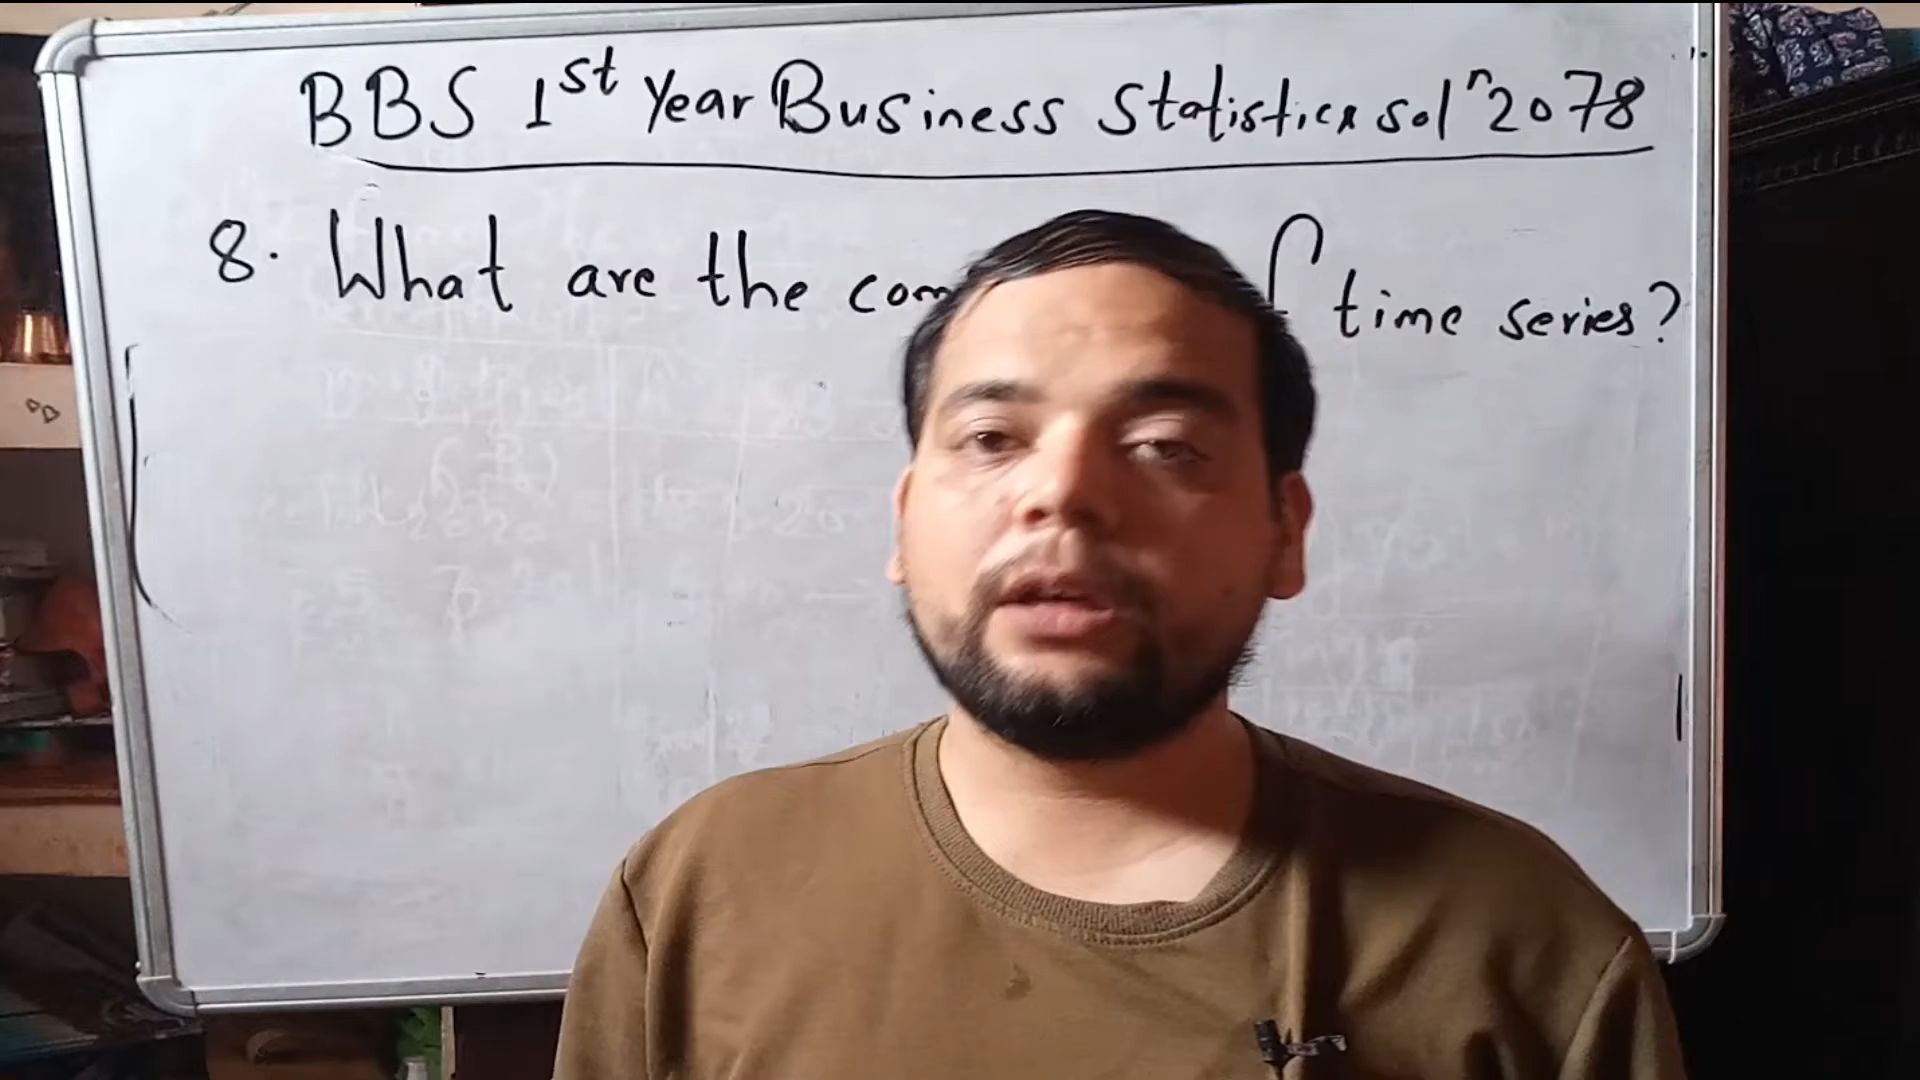 BBS 1st Year Business Statistics solⁿ 2078
8. What are the com f time series?